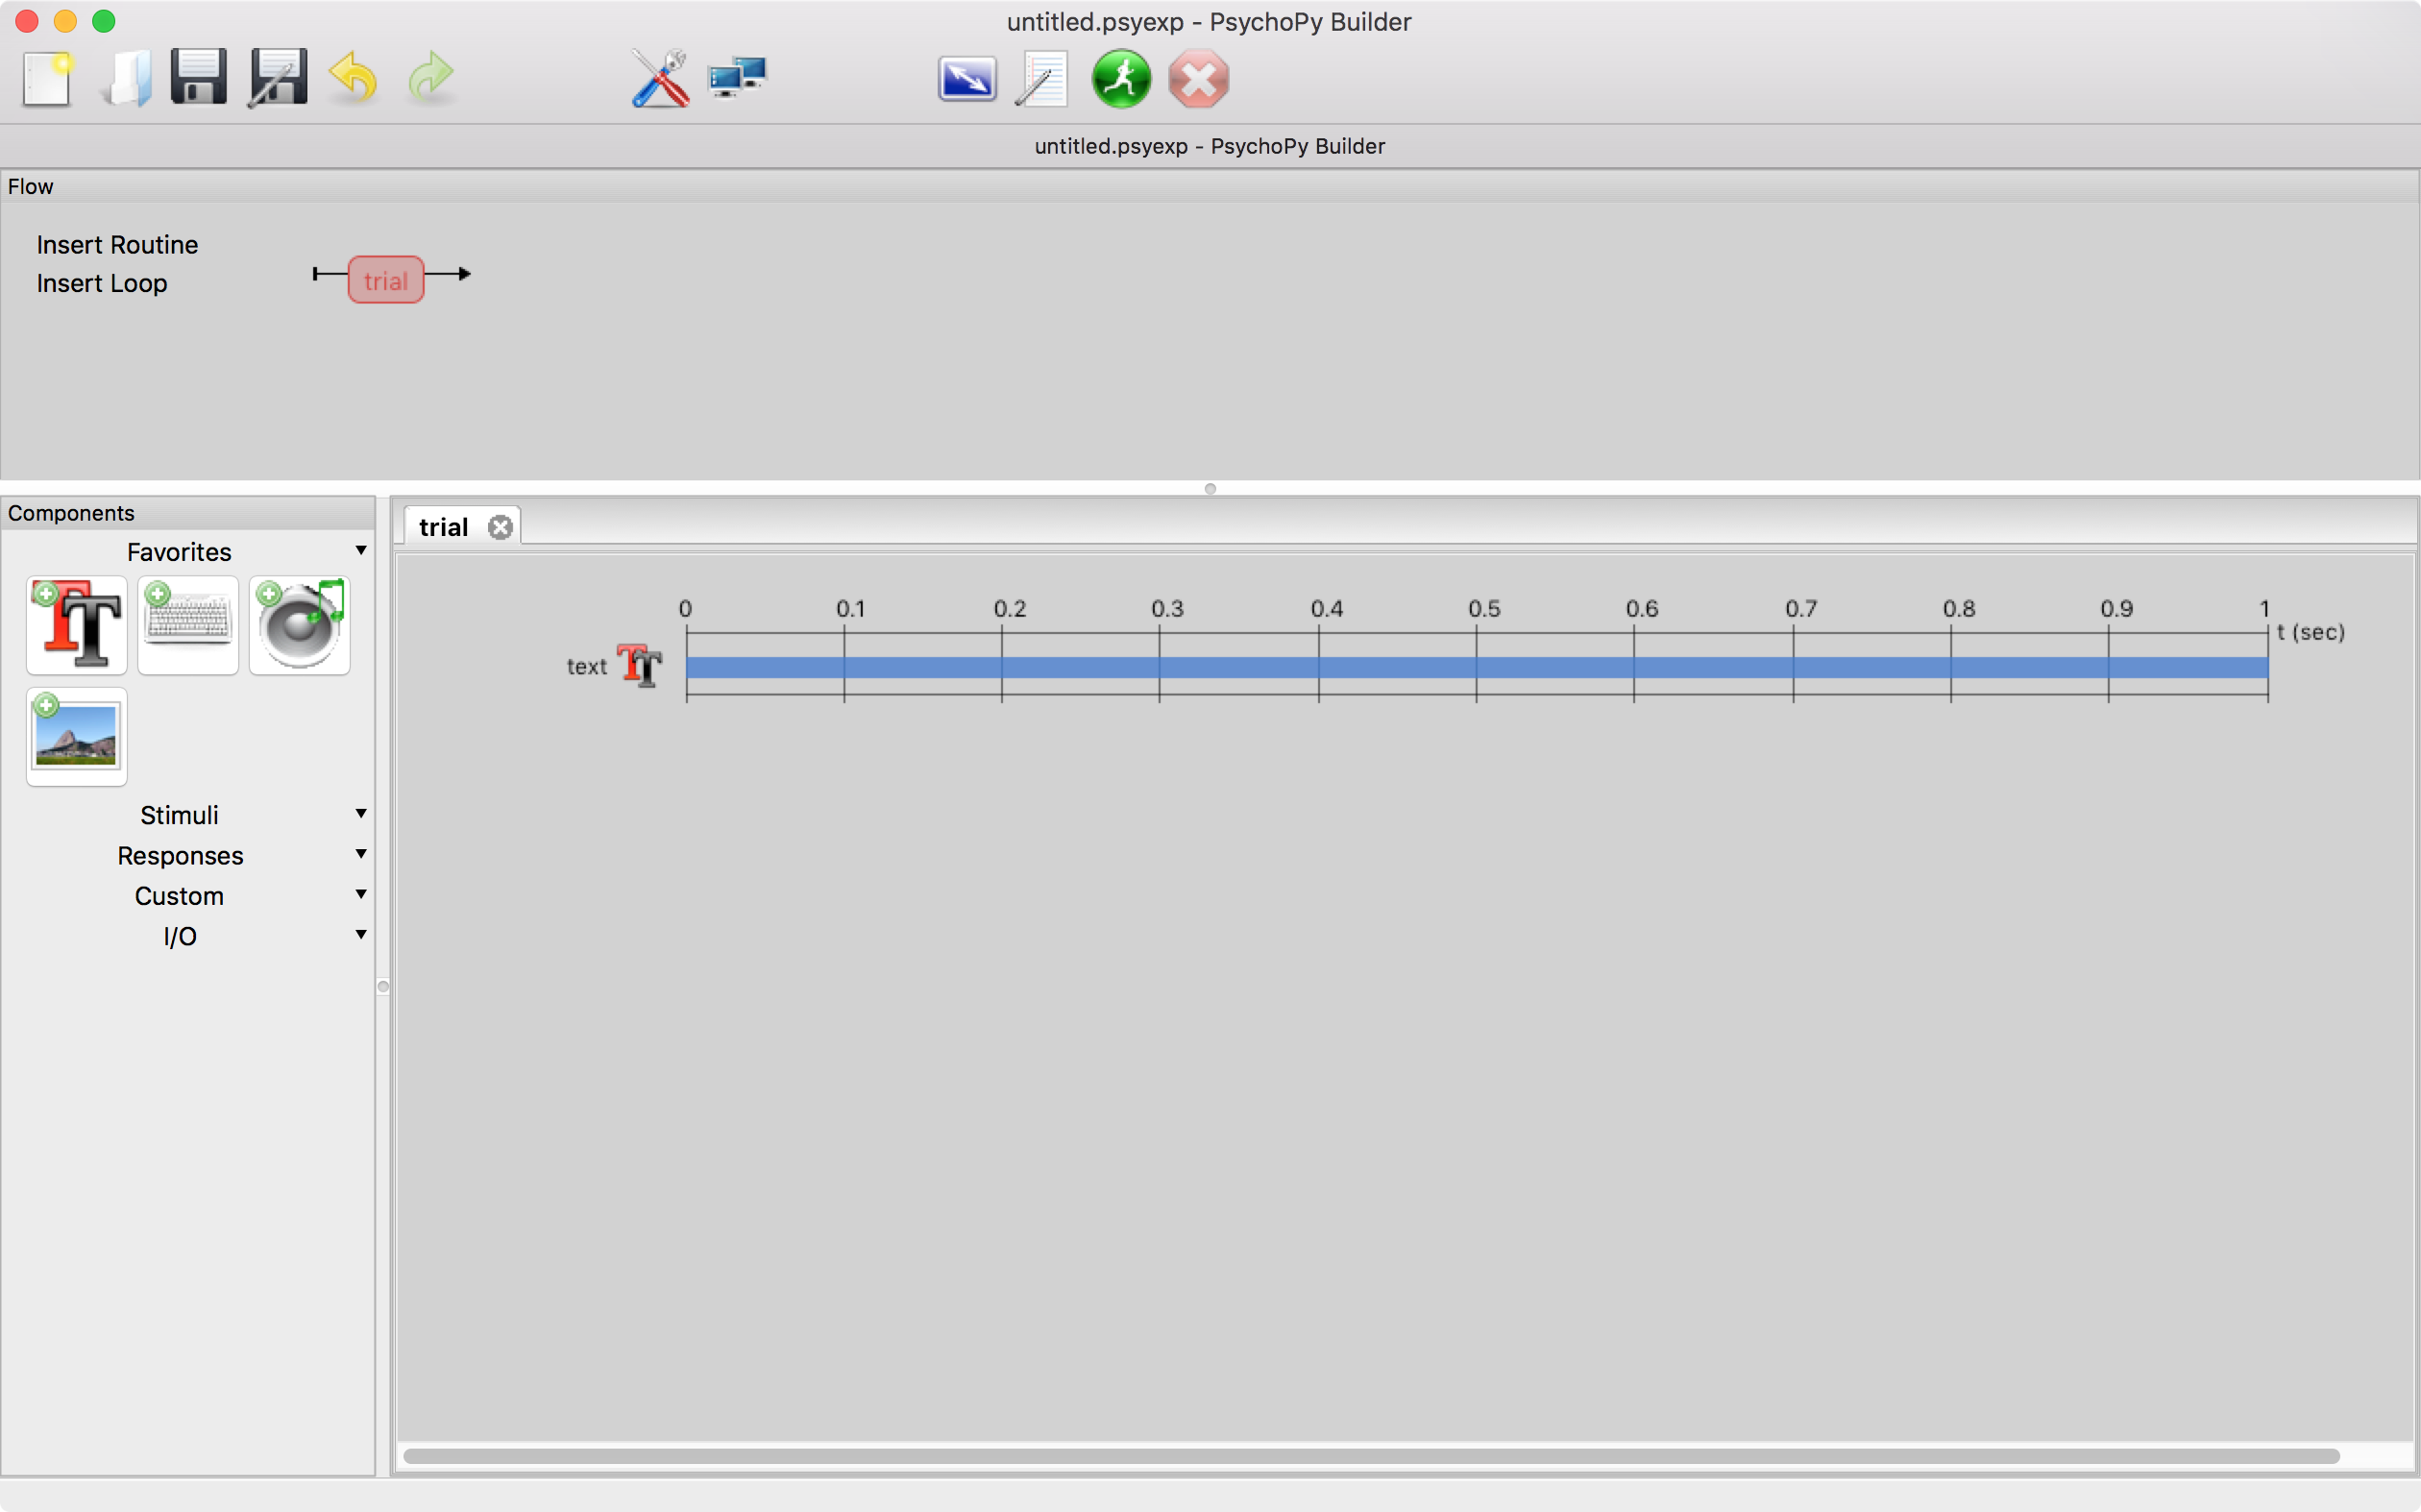 untitled.psyexp - PsychoPy Builder
untitled.psyexp - PsychoPy Builder
Flow
Insert Routine
Insert Loop
trial
Components
Favorites
Stimuli
Responses
Custom
I/O
trial
0 0.1 0.2 0.3 0.4 0.5 0.6 0.7 0.8 0.9 1
t (sec)
text